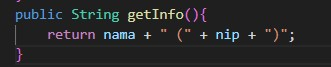 public String getInfo(){
return nama + " (" + nip + ")";
}